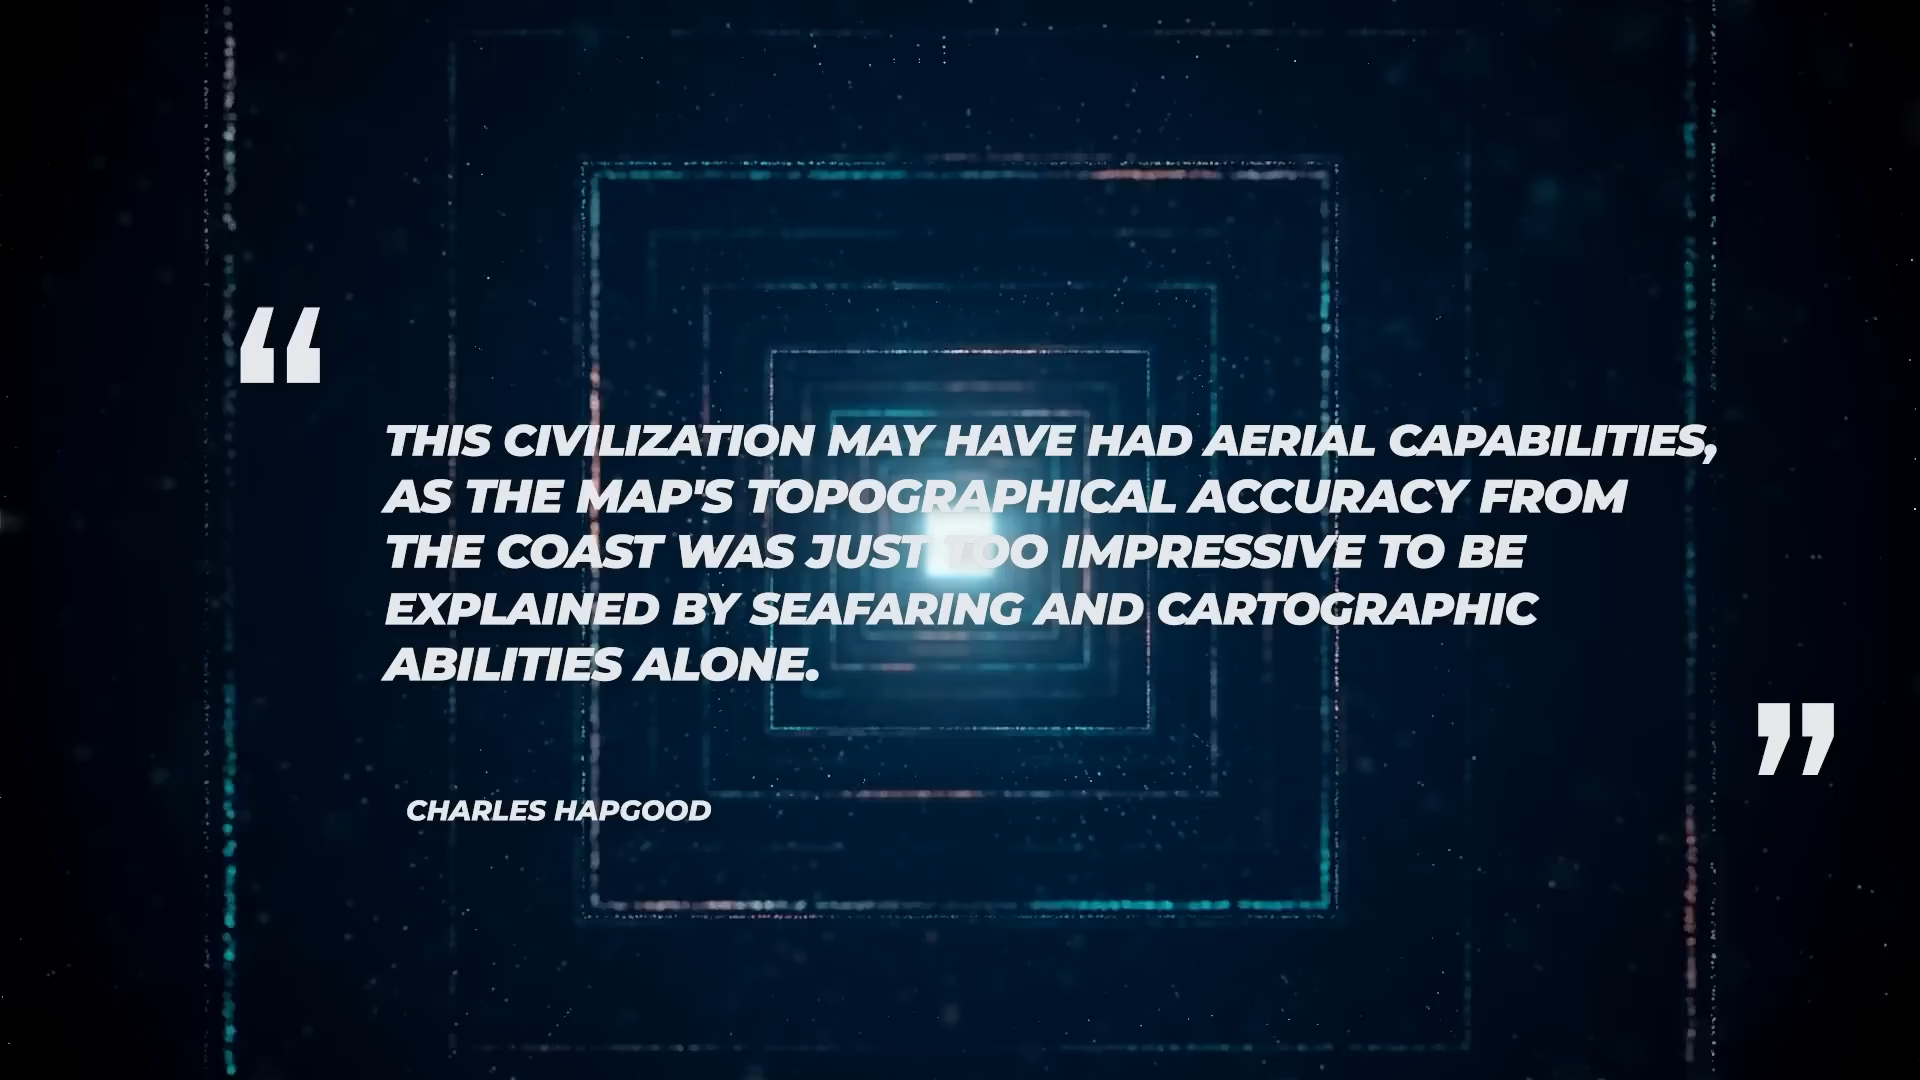 “
THIS CIVILIZATION MAY HAVE HAD AERIAL CAPABILITIES,
AS THE MAP'S TOPOGRAPHICAL ACCURACY FROM
THE COAST WAS JUST TOO IMPRESSIVE TO BE
EXPLAINED BY SEAFARING AND CARTOGRAPHIC
ABILITIES ALONE.
”
CHARLES HAPGOOD